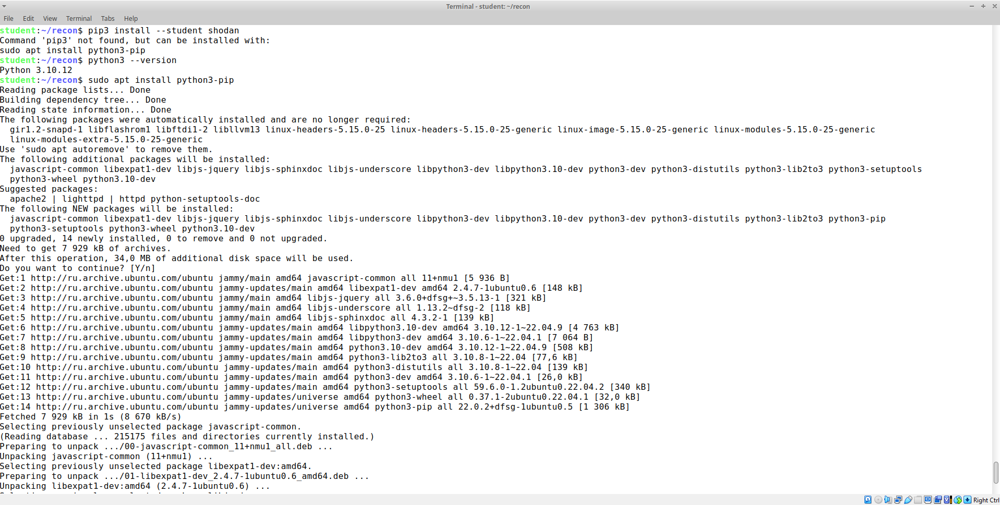 Terminal - student: ~/recon
File Edit View Terminal Tabs Help
student:~/recon$ pip3 install --student shodan
Command 'pip3' not found, but can be installed with:
sudo apt install python3-pip
student:~/recon$ python3 --version
Python 3.10.12
student:~/recon$ sudo apt install python3-pip
Reading package lists... Done
Building dependency tree... Done
Reading state information... Done
The following packages were automatically installed and are no longer required:
  gir1.2-snapd-1 libflashrom1 libftdi1-2 libllvm13 linux-headers-5.15.0-25 linux-headers-5.15.0-25-generic linux-image-5.15.0-25-generic linux-modules-5.15.0-25-generic
  linux-modules-extra-5.15.0-25-generic
Use 'sudo apt autoremove' to remove them.
The following additional packages will be installed:
  javascript-common libexpat1-dev libjs-jquery libjs-sphinxdoc libjs-underscore libpython3-dev libpython3.10-dev python3-dev python3-distutils python3-lib2to3 python3-setuptools
  python3-wheel python3.10-dev
Suggested packages:
  apache2 | lighttpd | httpd python-setuptools-doc
The following NEW packages will be installed:
  javascript-common libexpat1-dev libjs-jquery libjs-sphinxdoc libjs-underscore libpython3-dev libpython3.10-dev python3-dev python3-distutils python3-lib2to3 python3-pip
  python3-setuptools python3-wheel python3.10-dev
0 upgraded, 14 newly installed, 0 to remove and 0 not upgraded.
Need to get 7 929 kB of archives.
After this operation, 34,0 MB of additional disk space will be used.
Do you want to continue? [Y/n]
Get:1 http://ru.archive.ubuntu.com/ubuntu jammy/main amd64 javascript-common all 11+nmu1 [5 936 B]
Get:2 http://ru.archive.ubuntu.com/ubuntu jammy-updates/main amd64 libexpat1-dev amd64 2.4.7-1ubuntu0.6 [148 kB]
Get:3 http://ru.archive.ubuntu.com/ubuntu jammy/main amd64 libjs-jquery all 3.6.0+dfsg+~3.5.13-1 [321 kB]
Get:4 http://ru.archive.ubuntu.com/ubuntu jammy/main amd64 libjs-underscore all 1.13.2~dfsg-2 [118 kB]
Get:5 http://ru.archive.ubuntu.com/ubuntu jammy/main amd64 libjs-sphinxdoc all 4.3.2-1 [139 kB]
Get:6 http://ru.archive.ubuntu.com/ubuntu jammy-updates/main amd64 libpython3.10-dev amd64 3.10.12-1~22.04.9 [4 763 kB]
Get:7 http://ru.archive.ubuntu.com/ubuntu jammy-updates/main amd64 libpython3-dev amd64 3.10.6-1~22.04.1 [7 064 B]
Get:8 http://ru.archive.ubuntu.com/ubuntu jammy-updates/main amd64 python3.10-dev amd64 3.10.12-1~22.04.9 [508 kB]
Get:9 http://ru.archive.ubuntu.com/ubuntu jammy-updates/main amd64 python3-lib2to3 all 3.10.8-1~22.04 [77,6 kB]
Get:10 http://ru.archive.ubuntu.com/ubuntu jammy-updates/main amd64 python3-distutils all 3.10.8-1~22.04 [139 kB]
Get:11 http://ru.archive.ubuntu.com/ubuntu jammy-updates/main amd64 python3-dev amd64 3.10.6-1~22.04.1 [26,0 kB]
Get:12 http://ru.archive.ubuntu.com/ubuntu jammy-updates/main amd64 python3-setuptools all 59.6.0-1.2ubuntu0.22.04.2 [340 kB]
Get:13 http://ru.archive.ubuntu.com/ubuntu jammy-updates/universe amd64 python3-wheel all 0.37.1-2ubuntu0.22.04.1 [32,0 kB]
Get:14 http://ru.archive.ubuntu.com/ubuntu jammy-updates/universe amd64 python3-pip all 22.0.2+dfsg-1ubuntu0.5 [1 306 kB]
Fetched 7 929 kB in 1s (8 670 kB/s)
Selecting previously unselected package javascript-common.
(Reading database ... 215175 files and directories currently installed.)
Preparing to unpack .../00-javascript-common_11+nmu1_all.deb ...
Unpacking javascript-common (11+nmu1) ...
Selecting previously unselected package libexpat1-dev:amd64.
Preparing to unpack .../01-libexpat1-dev_2.4.7-1ubuntu0.6_amd64.deb ...
Unpacking libexpat1-dev:amd64 (2.4.7-1ubuntu0.6) ...
Right Ctrl